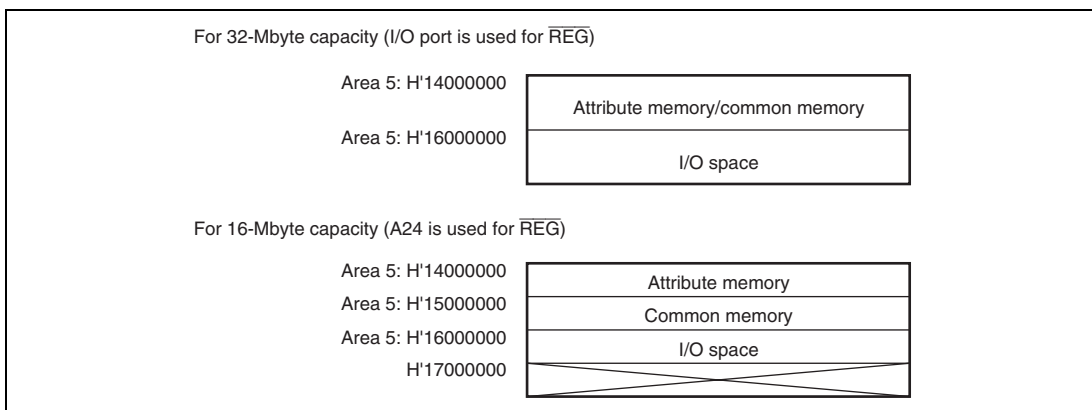 For 32-Mbyte capacity (I/O port is used for R̅E̅G̅)
Area 5: H'14000000
Attribute memory/common memory
Area 5: H'16000000
I/O space
For 16-Mbyte capacity (A24 is used for R̅E̅G̅)
Area 5: H'14000000
Attribute memory
Area 5: H'15000000
Common memory
Area 5: H'16000000
I/O space
H'17000000